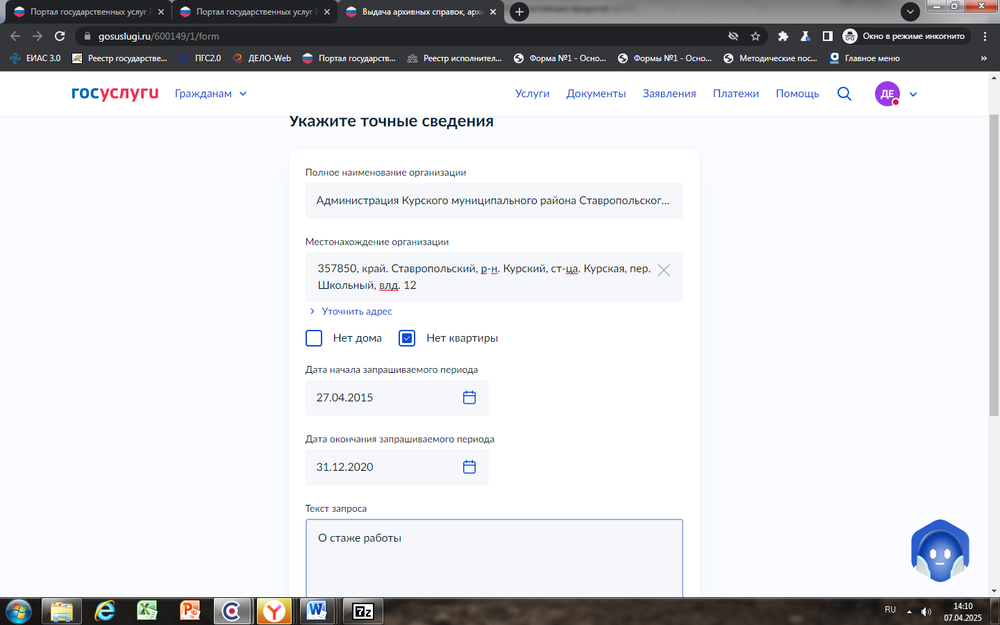 Портал государственных услуг Р
Портал государственных услуг Р
Выдача архивных справок, архи
gosuslugi.ru/600149/1/form
Окно в режиме инкогнито
ЕИАС 3.0
Реестр государстве...
ПГС2.0
ДЕЛО-Web
Портал государств...
Реестр исполнител...
Форма №1 - Осно...
Формы №1 - Осно...
Методические пос...
Главное меню
»
госуслуги
Гражданам
Услуги
Документы
Заявления
Платежи
Помощь
ДЕ
Укажите точные сведения
Полное наименование организации
Администрация Курского муниципального района Ставропольског...
Местонахождение организации
357850, край. Ставропольский, р-н. Курский, ст-ца. Курская, пер.
Школьный, влд. 12
Уточнить адрес
Нет дома
Нет квартиры
Дата начала запрашиваемого периода
27.04.2015
Дата окончания запрашиваемого периода
31.12.2020
Текст запроса
О стаже работы
7z
RU
14:10
07.04.2025